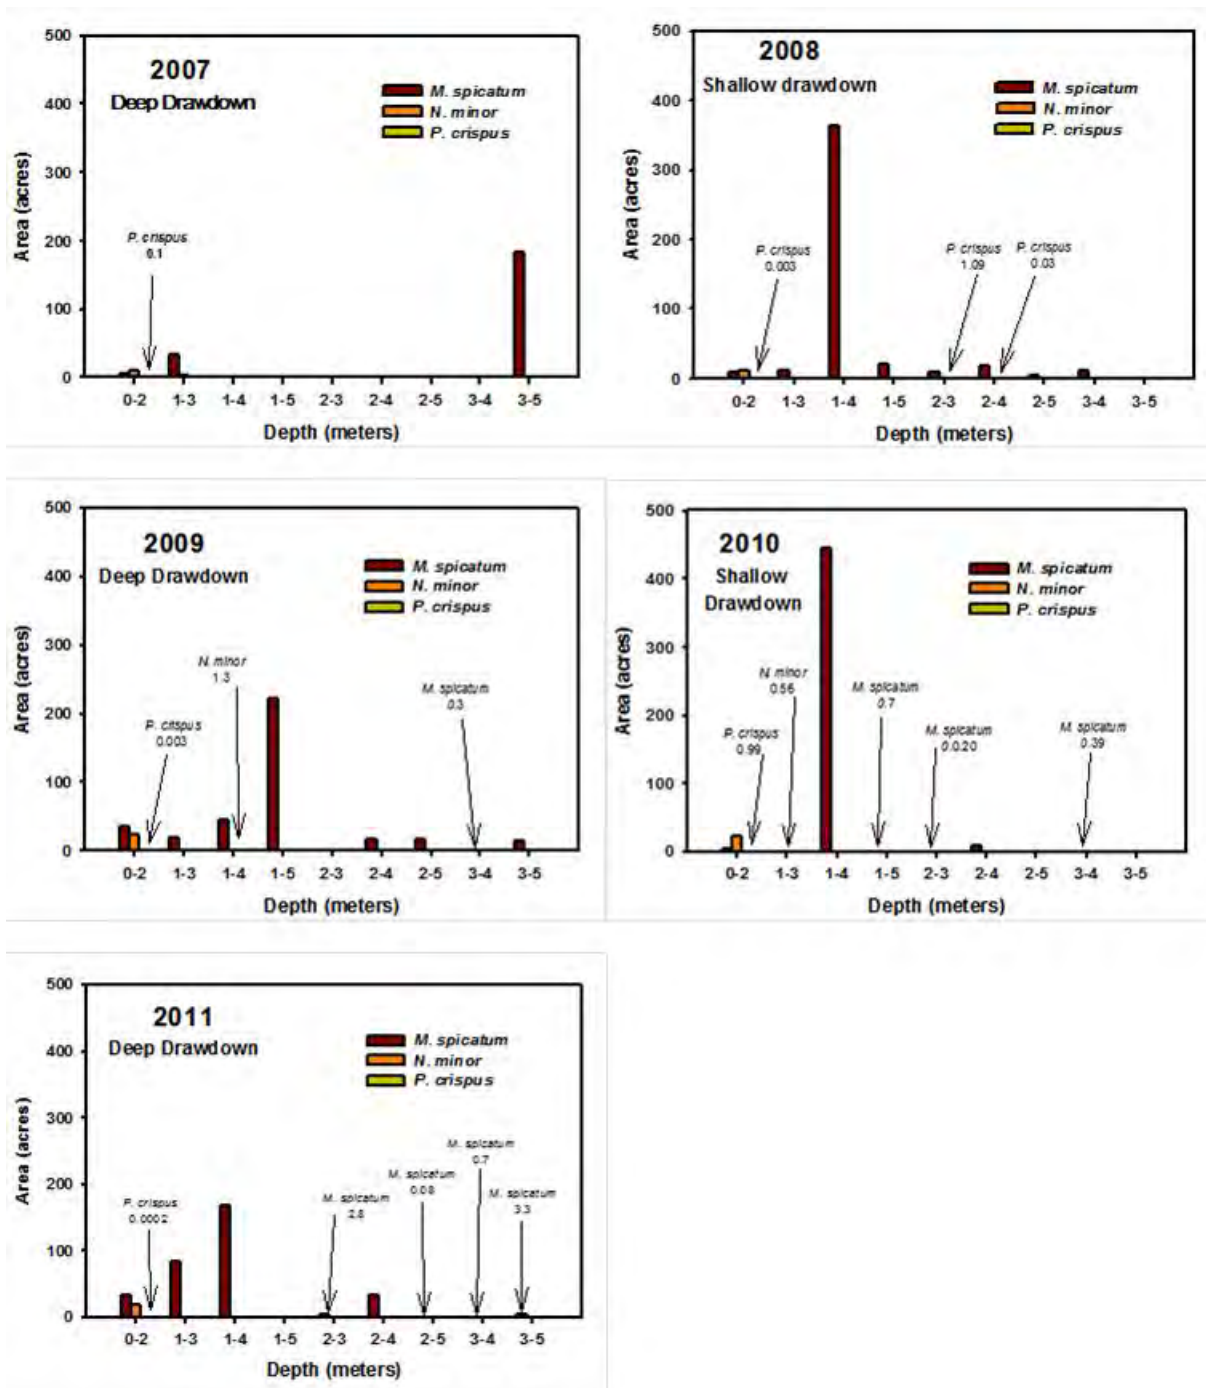 2007
Deep Drawdown
M. spicatum
N. minor
P. crispus
Area (acres)
500
400
300
200
100
0
P. crispus
0.1
0-2 1-3 1-4 1-5 2-3 2-4 2-5 3-4 3-5
Depth (meters)
2008
Shallow drawdown
M. spicatum
N. minor
P. crispus
Area (acres)
500
400
300
200
100
0
P. crispus
0.003
P. crispus
1.09
P. crispus
0.03
0-2 1-3 1-4 1-5 2-3 2-4 2-5 3-4 3-5
Depth (meters)
2009
Deep Drawdown
M. spicatum
N. minor
P. crispus
Area (acres)
500
400
300
200
100
0
P. crispus
0.003
N. minor
1.3
M. spicatum
0.3
0-2 1-3 1-4 1-5 2-3 2-4 2-5 3-4 3-5
Depth (meters)
2010
Shallow
Drawdown
M. spicatum
N. minor
P. crispus
Area (acres)
500
400
300
200
100
0
P. crispus
0.99
N. minor
0.56
M. spicatum
0.7
M. spicatum
0.0.20
M. spicatum
0.39
0-2 1-3 1-4 1-5 2-3 2-4 2-5 3-4 3-5
Depth (meters)
2011
Deep Drawdown
M. spicatum
N. minor
P. crispus
Area (acres)
500
400
300
200
100
0
P. crispus
0.0002
M. spicatum
2.8
M. spicatum
0.08
M. spicatum
0.7
M. spicatum
3.3
0-2 1-3 1-4 1-5 2-3 2-4 2-5 3-4 3-5
Depth (meters)